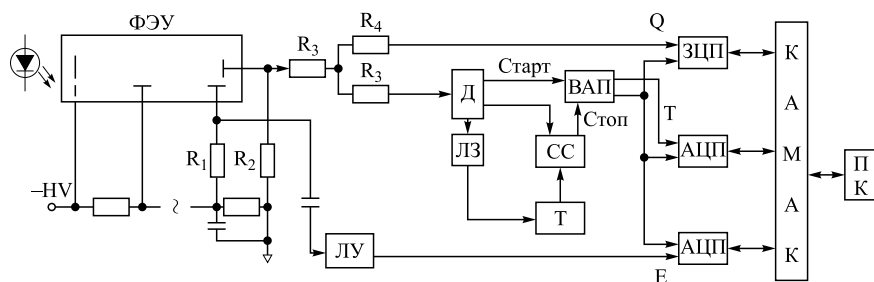 ФЭУ
R3
R4
R3
Q
ЗЦП
Старт
Д
ВАП
Стоп
Т
ЛЗ
СС
АЦП
R1
R2
–HV
~
Т
ЛУ
АЦП
E
К
А
М
А
К
П
К